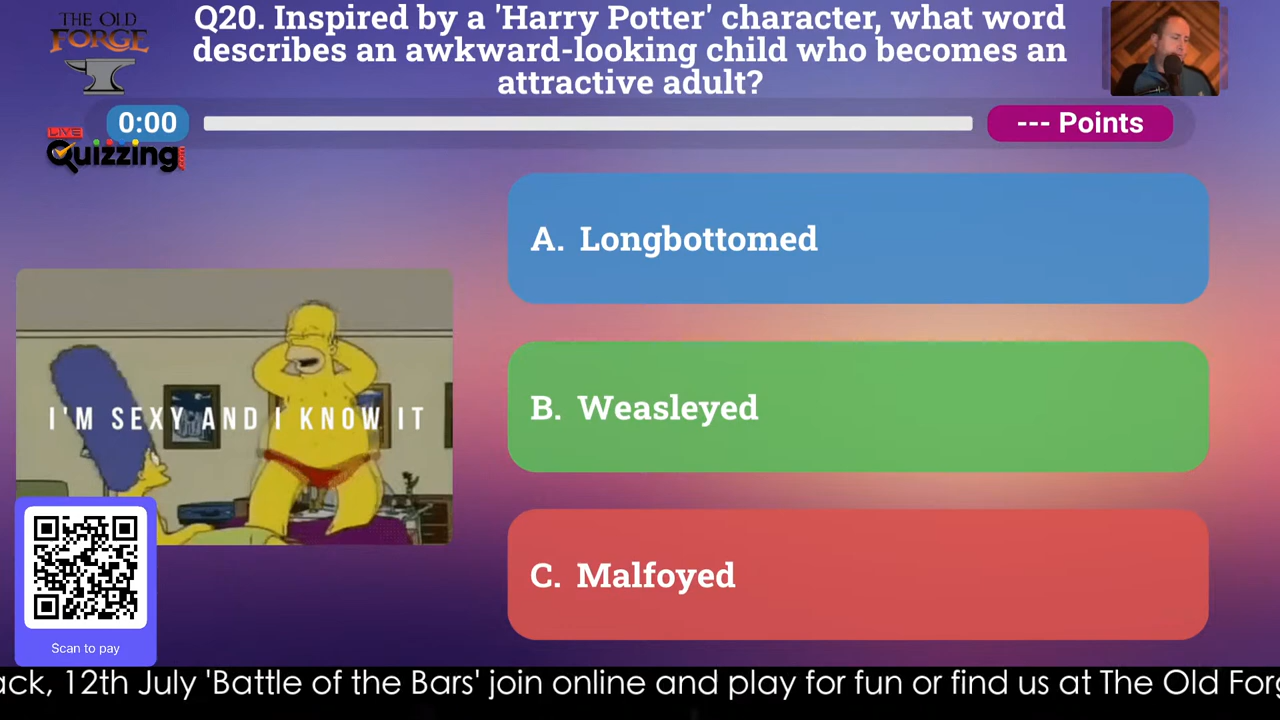 THE OLD
FORGE
Q20. Inspired by a 'Harry Potter' character, what word
describes an awkward-looking child who becomes an
attractive adult?
0:00
--- Points
LIVE
Quizzing
.com
A. Longbottomed
B. Weasleyed
C. Malfoyed
I'M SEXY AND I KNOW IT
Scan to pay
ack, 12th July 'Battle of the Bars' join online and play for fun or find us at The Old Forg